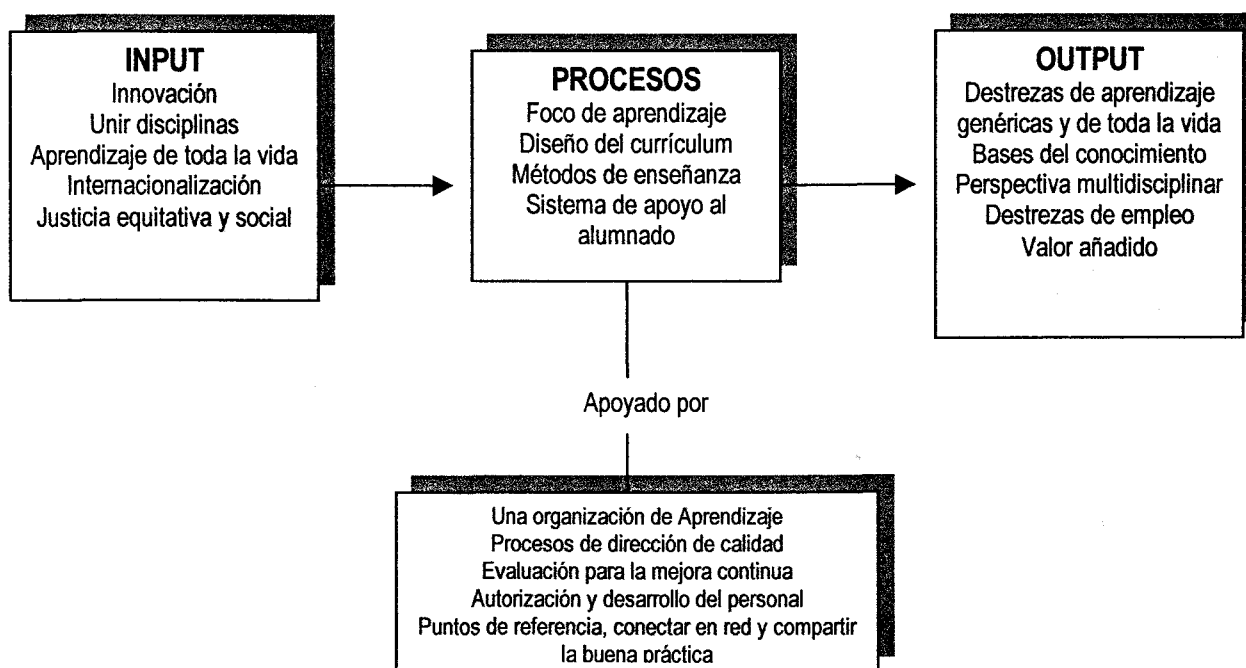 INPUT
Innovación
Unir disciplinas
Aprendizaje de toda la vida
Internacionalización
Justicia equitativa y social
PROCESOS
Foco de aprendizaje
Diseño del currículum
Métodos de enseñanza
Sistema de apoyo al
alumnado
OUTPUT
Destrezas de aprendizaje
genéricas y de toda la vida
Bases del conocimiento
Perspectiva multidisciplinar
Destrezas de empleo
Valor añadido
Apoyado por
Una organización de Aprendizaje
Procesos de dirección de calidad
Evaluación para la mejora continua
Autorización y desarrollo del personal
Puntos de referencia, conectar en red y compartir
la buena práctica